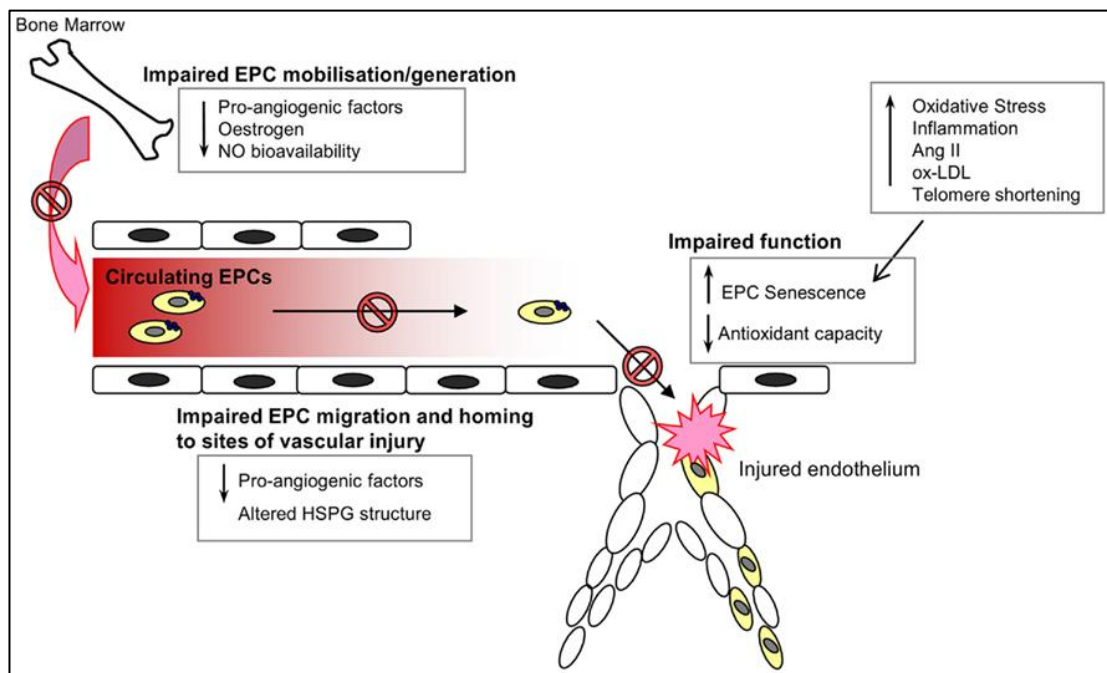 Bone Marrow
Impaired EPC mobilisation/generation
Pro-angiogenic factors
Oestrogen
NO bioavailability
Oxidative Stress
Inflammation
Ang II
ox-LDL
Telomere shortening
Impaired function
EPC Senescence
Antioxidant capacity
Circulating EPCs
Impaired EPC migration and homing
to sites of vascular injury
Pro-angiogenic factors
Altered HSPG structure
Injured endothelium